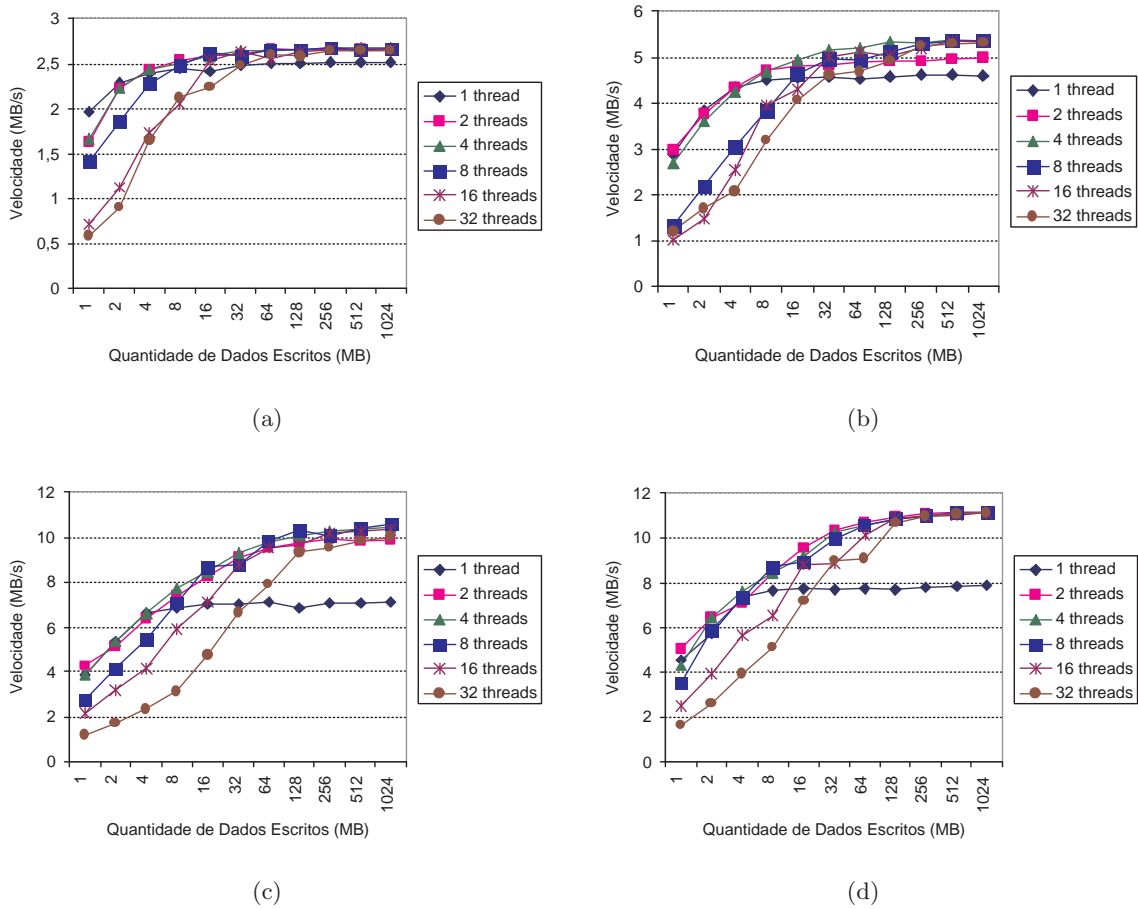 3
2,5
2
1,5
1
0,5
0
Velocidade (MB/s)
1 2 4 8 16 32 64 128 256 512 1024
Quantidade de Dados Escritos (MB)
1 thread
2 threads
4 threads
8 threads
16 threads
32 threads
(a)
6
5
4
3
2
1
0
Velocidade (MB/s)
1 2 4 8 16 32 64 128 256 512 1024
Quantidade de Dados Escritos (MB)
1 thread
2 threads
4 threads
8 threads
16 threads
32 threads
(b)
12
10
8
6
4
2
0
Velocidade (MB/s)
1 2 4 8 16 32 64 128 256 512 1024
Quantidade de Dados Escritos (MB)
1 thread
2 threads
4 threads
8 threads
16 threads
32 threads
(c)
12
10
8
6
4
2
0
Velocidade (MB/s)
1 2 4 8 16 32 64 128 256 512 1024
Quantidade de Dados Escritos (MB)
1 thread
2 threads
4 threads
8 threads
16 threads
32 threads
(d)